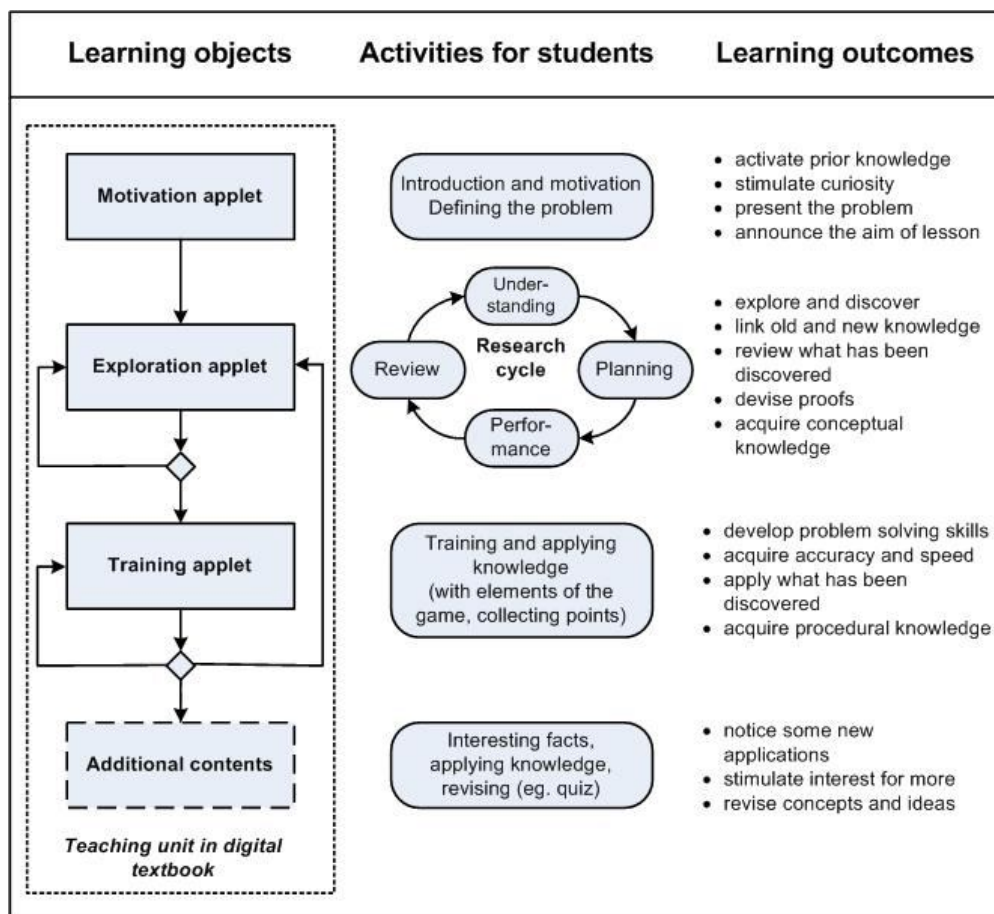 Learning objects
Activities for students
Learning outcomes
Motivation applet
Introduction and motivation
Defining the problem
• activate prior knowledge
• stimulate curiosity
• present the problem
• announce the aim of lesson
Exploration applet
Under-
standing
Research
cycle
Review
Planning
Perfor-
mance
• explore and discover
• link old and new knowledge
• review what has been
discovered
• devise proofs
• acquire conceptual
knowledge
Training applet
Training and applying
knowledge
(with elements of the
game, collecting points)
• develop problem solving skills
• acquire accuracy and speed
• apply what has been
discovered
• acquire procedural knowledge
Additional contents
Interesting facts,
applying knowledge,
revising (eg. quiz)
• notice some new
applications
• stimulate interest for more
• revise concepts and ideas
Teaching unit in digital
textbook